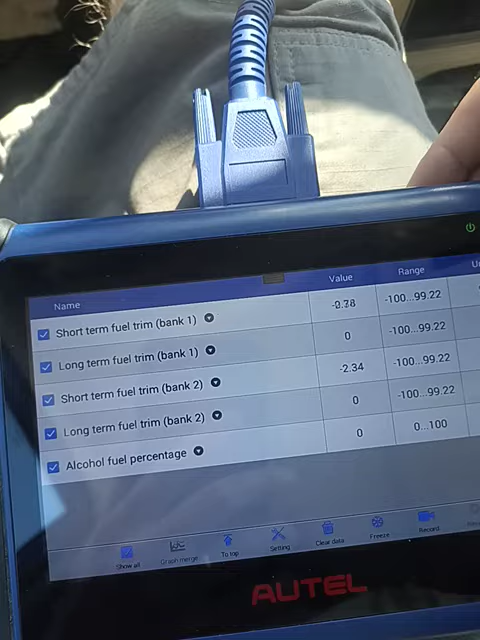 Name Value Range
Short term fuel trim (bank 1) -100...99.22
Long term fuel trim (bank 1) 0 -100...99.22
Short term fuel trim (bank 2) -2.34 -100...99.22
Long term fuel trim (bank 2) 0 -100...99.22
Alcohol fuel percentage 0 0...100
Show all Graph merge To top Setting Clear data Freeze Record
AUTEL